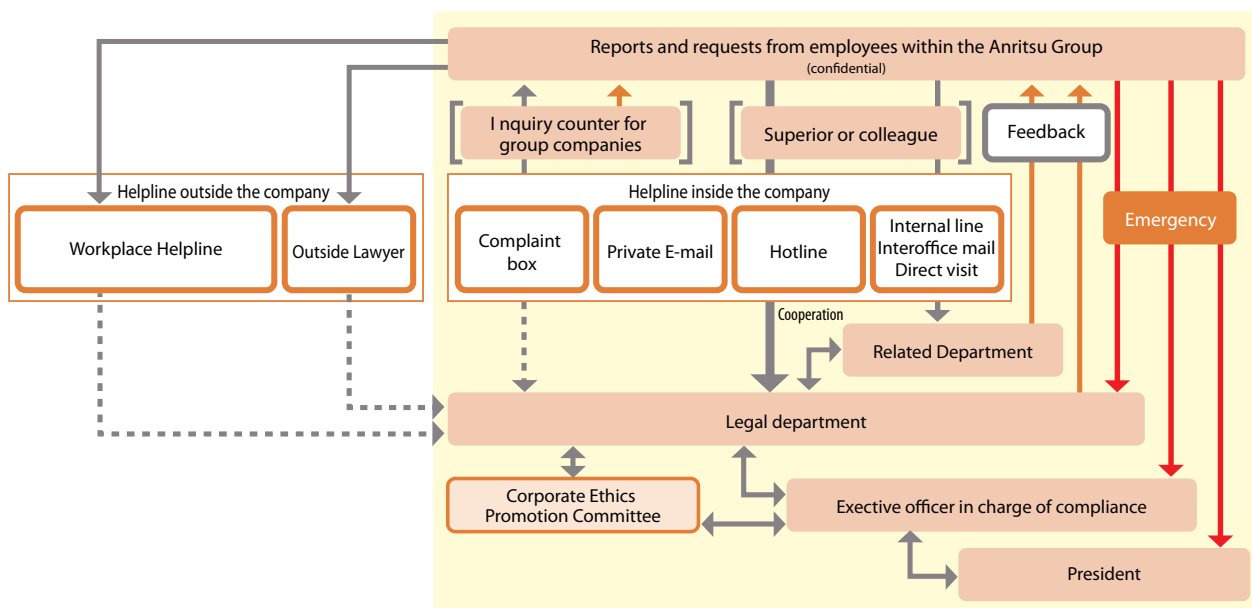 Reports and requests from employees within the Anritsu Group
(confidential)
I nquiry counter for
group companies
Superior or colleague
Feedback
Helpline outside the company
Workplace Helpline
Outside Lawyer
Helpline inside the company
Complaint
box
Private E-mail
Hotline
Internal line
Interoffice mail
Direct visit
Emergency
Cooperation
Related Department
Legal department
Corporate Ethics
Promotion Committee
Exective officer in charge of compliance
President